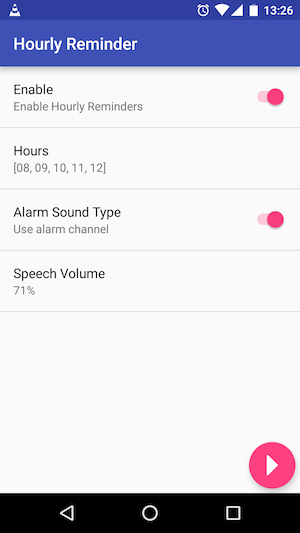 13:26
Hourly Reminder
Enable
Enable Hourly Reminders
Hours
[08, 09, 10, 11, 12]
Alarm Sound Type
Use alarm channel
Speech Volume
71%